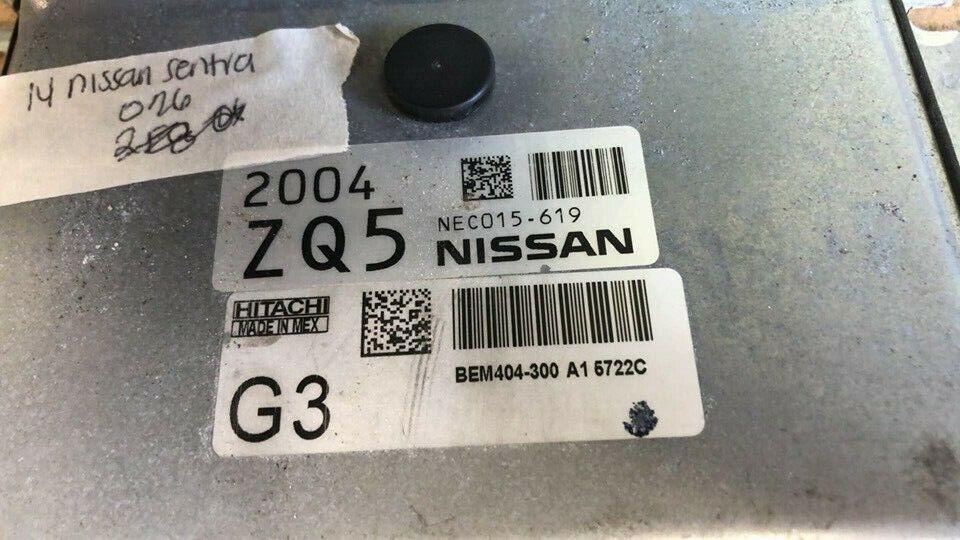 14 nissan sentra
026
2004
ZQ5
NEC015-619
NISSAN
HITACHI
MADE IN MEX
G3
BEM404-300 A1 5722C